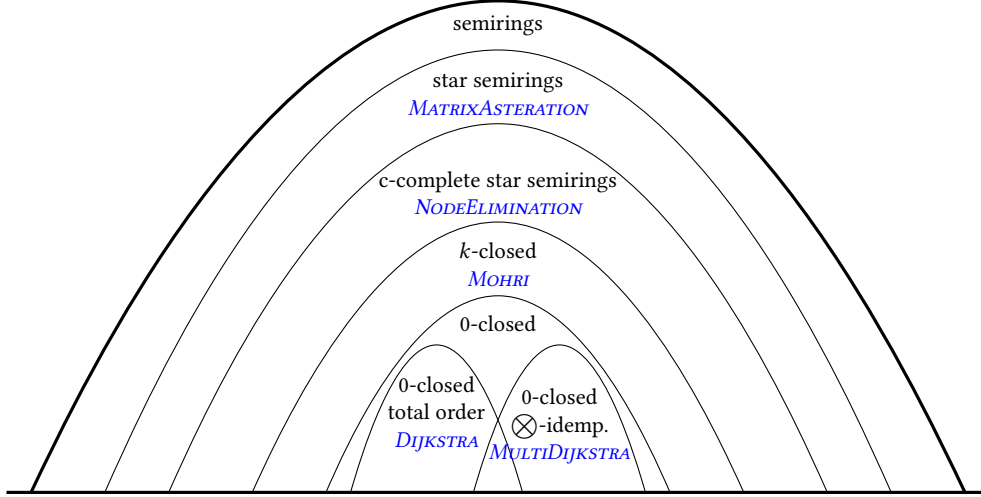 semirings
star semirings
MATRIXASTERATION
c-complete star semirings
NODEELIMINATION
k-closed
MOHRI
0-closed
0-closed
total order
DIJKSTRA
0-closed
⊗-idemp.
MULTIDIJKSTRA